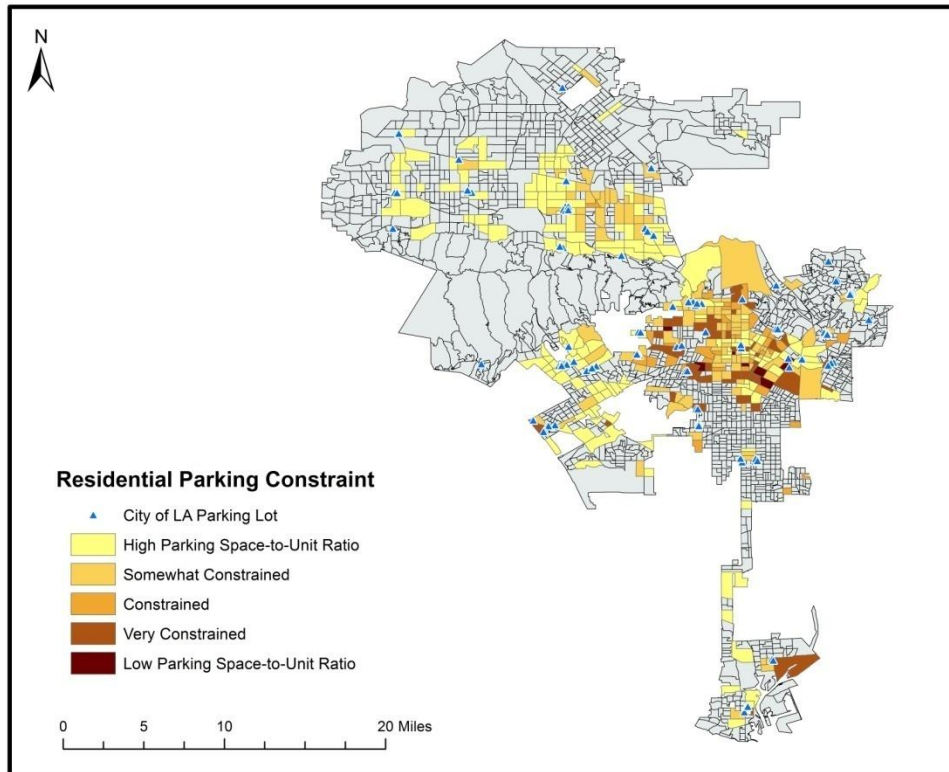 N
Residential Parking Constraint
City of LA Parking Lot
High Parking Space-to-Unit Ratio
Somewhat Constrained
Constrained
Very Constrained
Low Parking Space-to-Unit Ratio
0 5 10 20 Miles